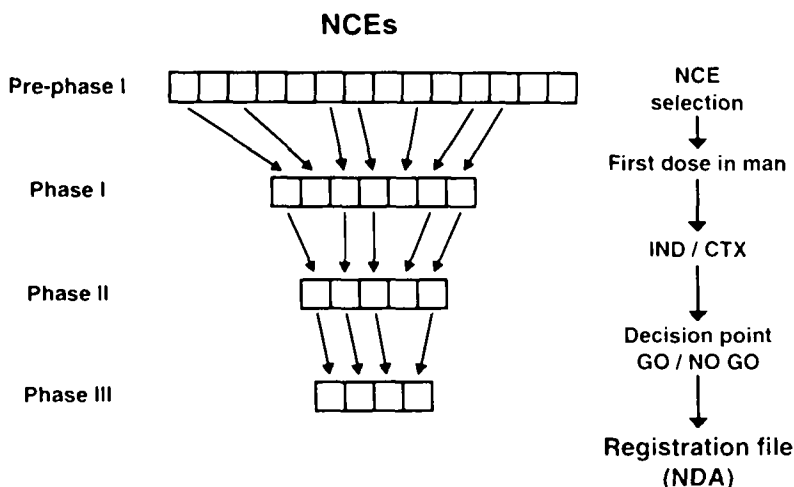 NCEs
Pre-phase I
Phase I
Phase II
Phase III
NCE
selection
First dose in man
IND / CTX
Decision point
GO / NO GO
Registration file
(NDA)